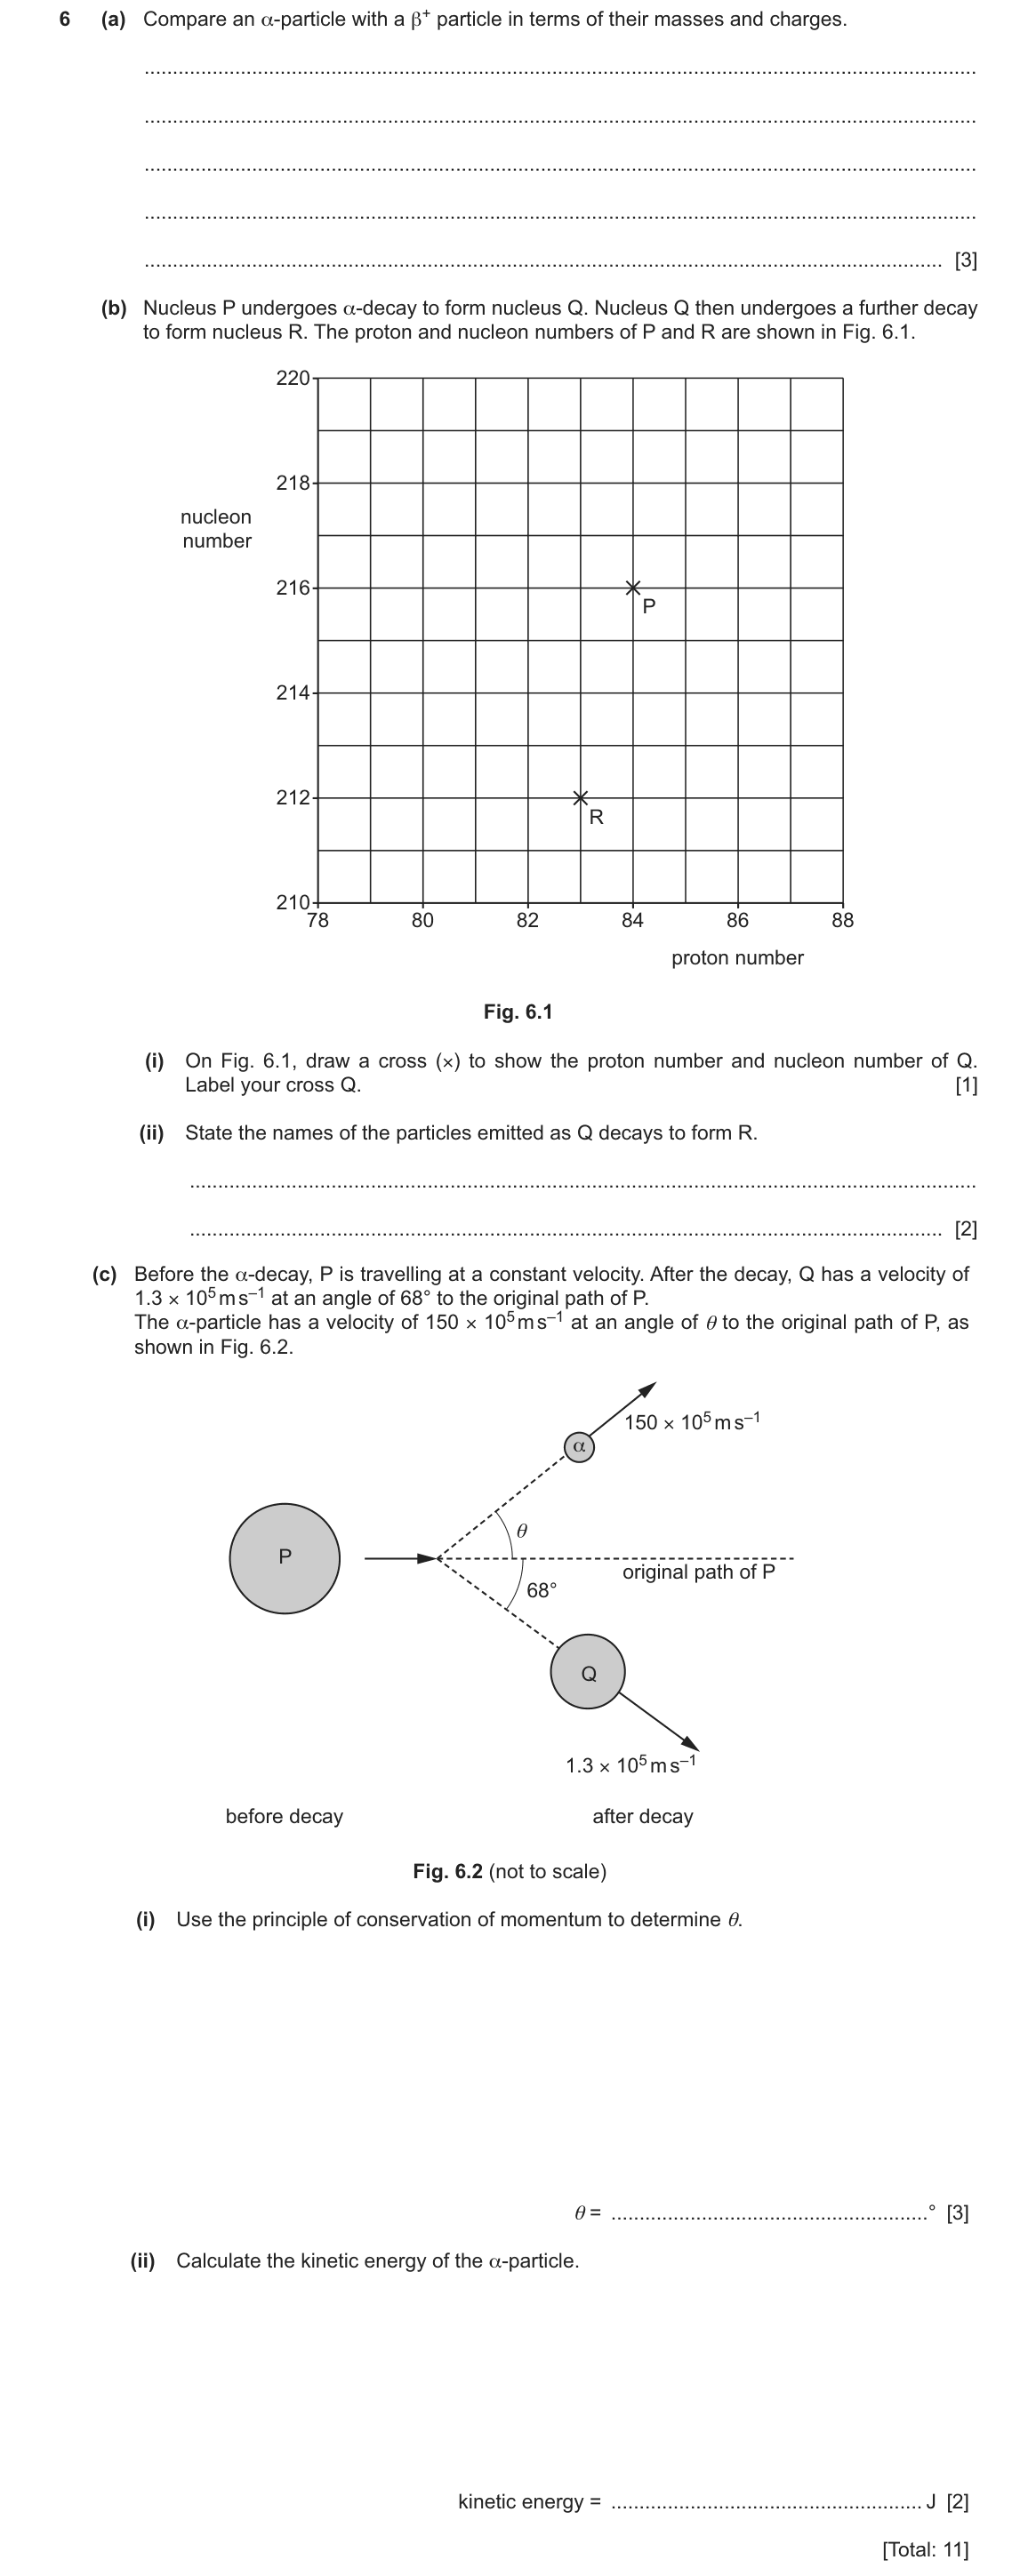 6 (a) Compare an α-particle with a β⁺ particle in terms of their masses and charges.
..........
..........
..........
..........
.......... [3]
(b) Nucleus P undergoes α-decay to form nucleus Q. Nucleus Q then undergoes a further decay
to form nucleus R. The proton and nucleon numbers of P and R are shown in Fig. 6.1.
220
218
nucleon
number
216
P
214
212
R
210
78 80 82 84 86 88
proton number
Fig. 6.1
(i) On Fig. 6.1, draw a cross (×) to show the proton number and nucleon number of Q.
Label your cross Q. [1]
(ii) State the names of the particles emitted as Q decays to form R.
..........
.......... [2]
(c) Before the α-decay, P is travelling at a constant velocity. After the decay, Q has a velocity of
1.3 × 10⁵ m s⁻¹ at an angle of 68° to the original path of P.
The α-particle has a velocity of 150 × 10⁵ m s⁻¹ at an angle of θ to the original path of P, as
shown in Fig. 6.2.
150 × 10⁵ m s⁻¹
α
θ
P
original path of P
68°
Q
1.3 × 10⁵ m s⁻¹
before decay after decay
Fig. 6.2 (not to scale)
(i) Use the principle of conservation of momentum to determine θ.
θ = ..........° [3]
(ii) Calculate the kinetic energy of the α-particle.
kinetic energy = .......... J [2]
[Total: 11]